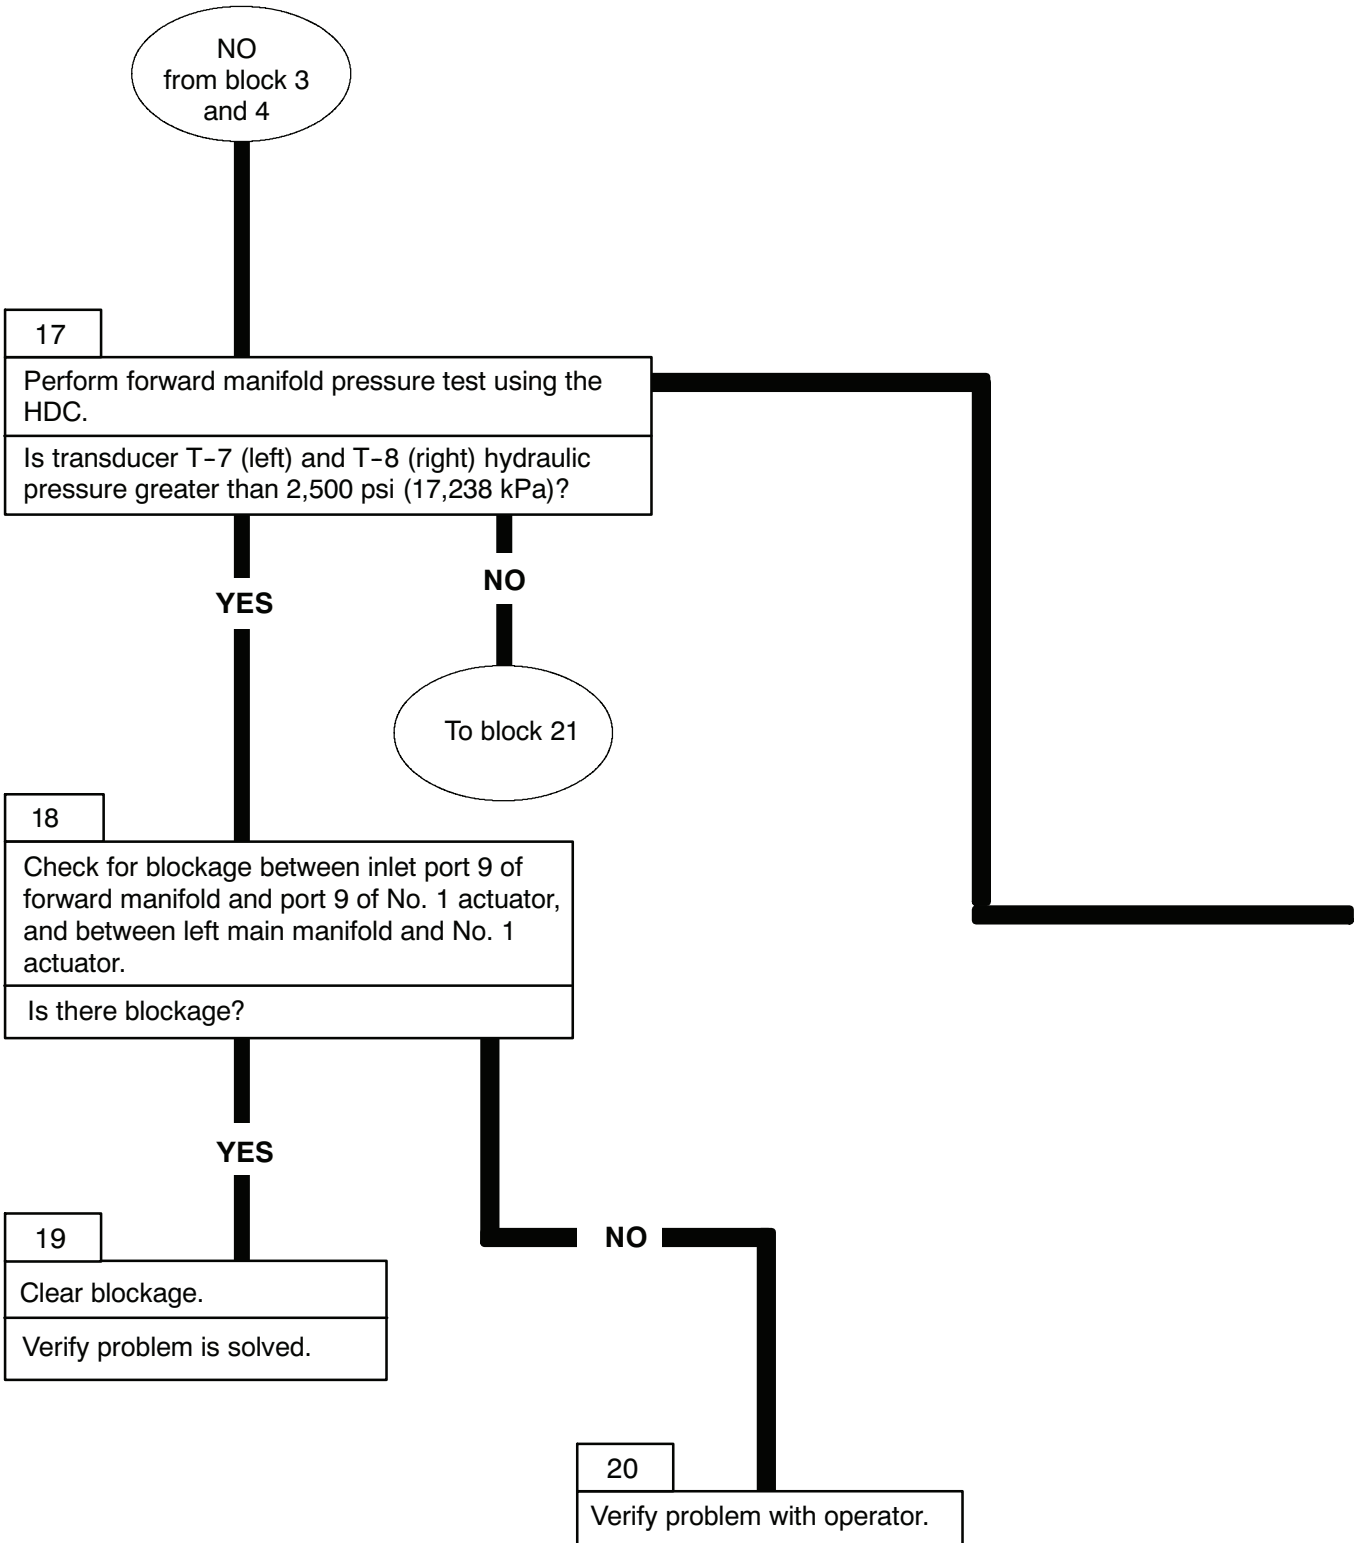 NO
from block 3
and 4
17
Perform forward manifold pressure test using the
HDC.
Is transducer T-7 (left) and T-8 (right) hydraulic
pressure greater than 2,500 psi (17,238 kPa)?
NO
YES
To block 21
18
Check for blockage between inlet port 9 of
forward manifold and port 9 of No. 1 actuator,
and between left main manifold and No. 1
actuator.
Is there blockage?
YES
NO
19
Clear blockage.
Verify problem is solved.
20
Verify problem with operator.